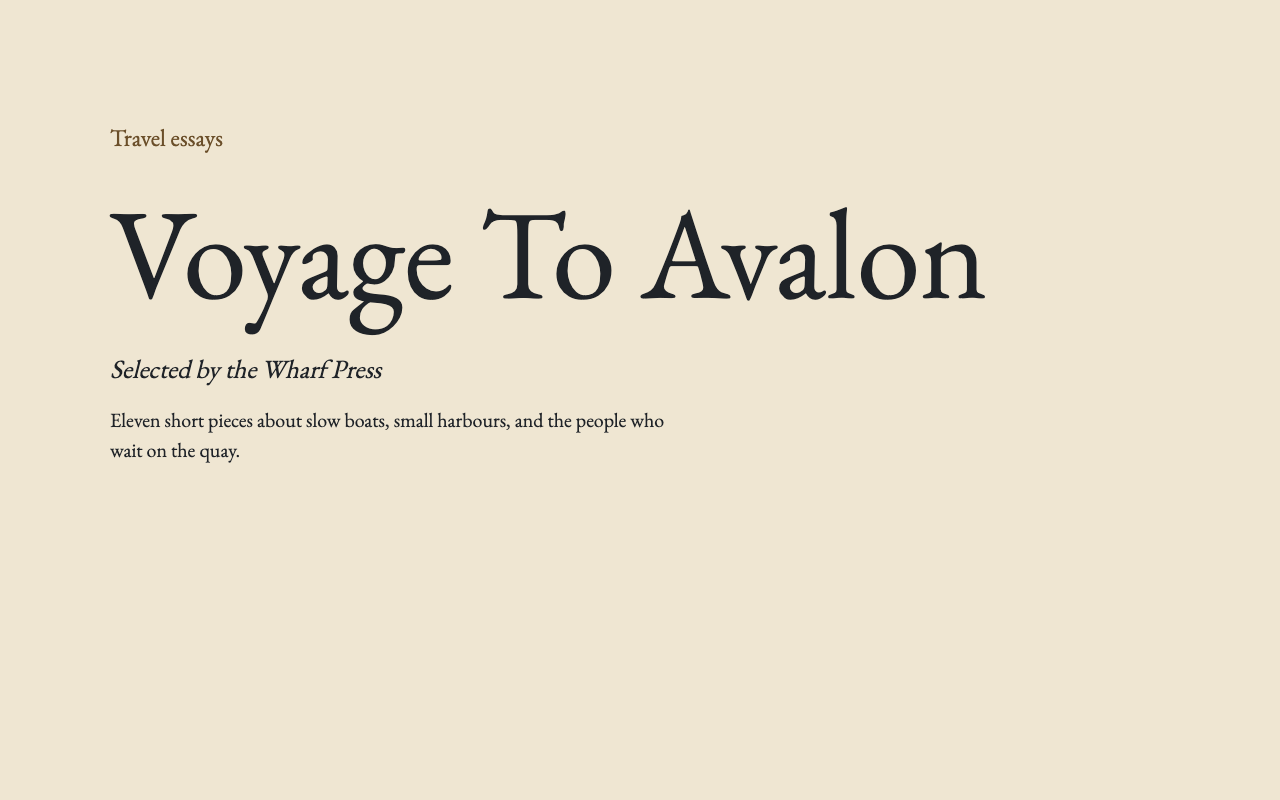 Travel essays
Voyage To Avalon
Selected by the Wharf Press
Eleven short pieces about slow boats, small harbours, and the people who
wait on the quay.